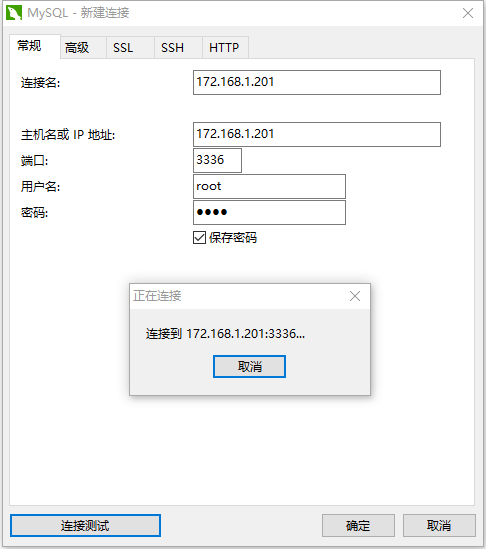 MySQL - 新建连接
常规 高级 SSL SSH HTTP
连接名: 172.168.1.201
主机名或 IP 地址: 172.168.1.201
端口: 3336
用户名: root
密码: ●●●●
保存密码
正在连接
连接到 172.168.1.201:3336...
取消
连接测试 确定 取消